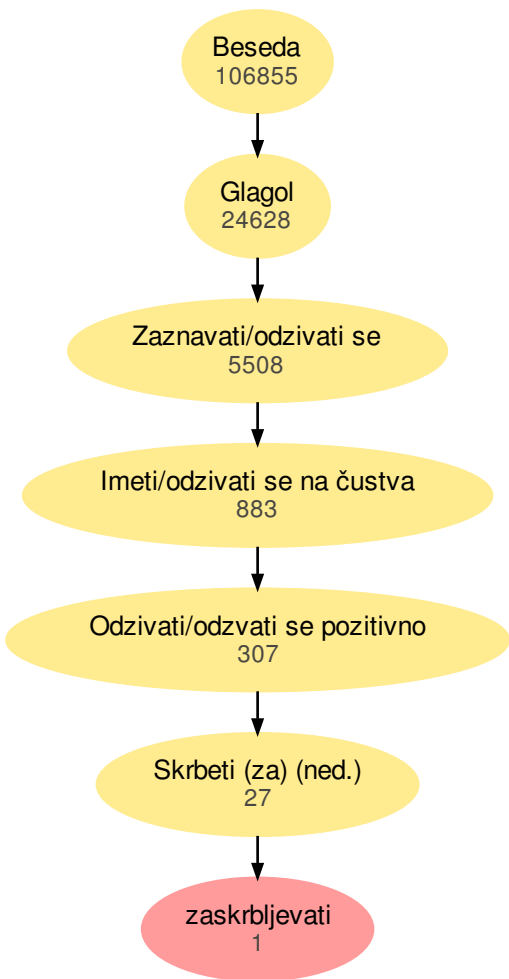 Beseda
106855
Glagol
24628
Zaznavati/odzivati se
5508
Imeti/odzivati se na čustva
883
Odzivati/odzvati se pozitivno
307
Skrbeti (za) (ned.)
27
zaskrbljevati
1